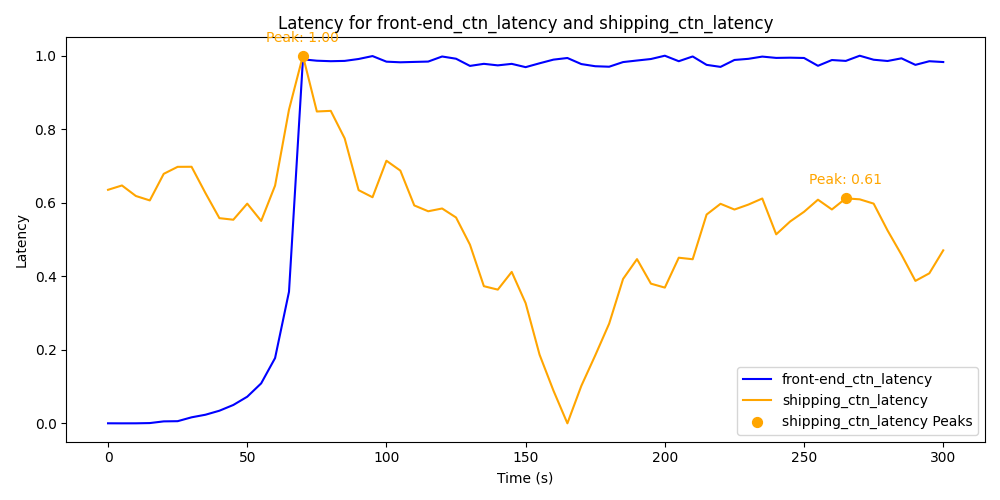 Latency for front-end_ctn_latency and shipping_ctn_latency
Peak: 1.00
Peak: 0.61
Latency
1.0
0.8
0.6
0.4
0.2
0.0
0
50
100
150
200
250
300
Time (s)
front-end_ctn_latency
shipping_ctn_latency
shipping_ctn_latency Peaks